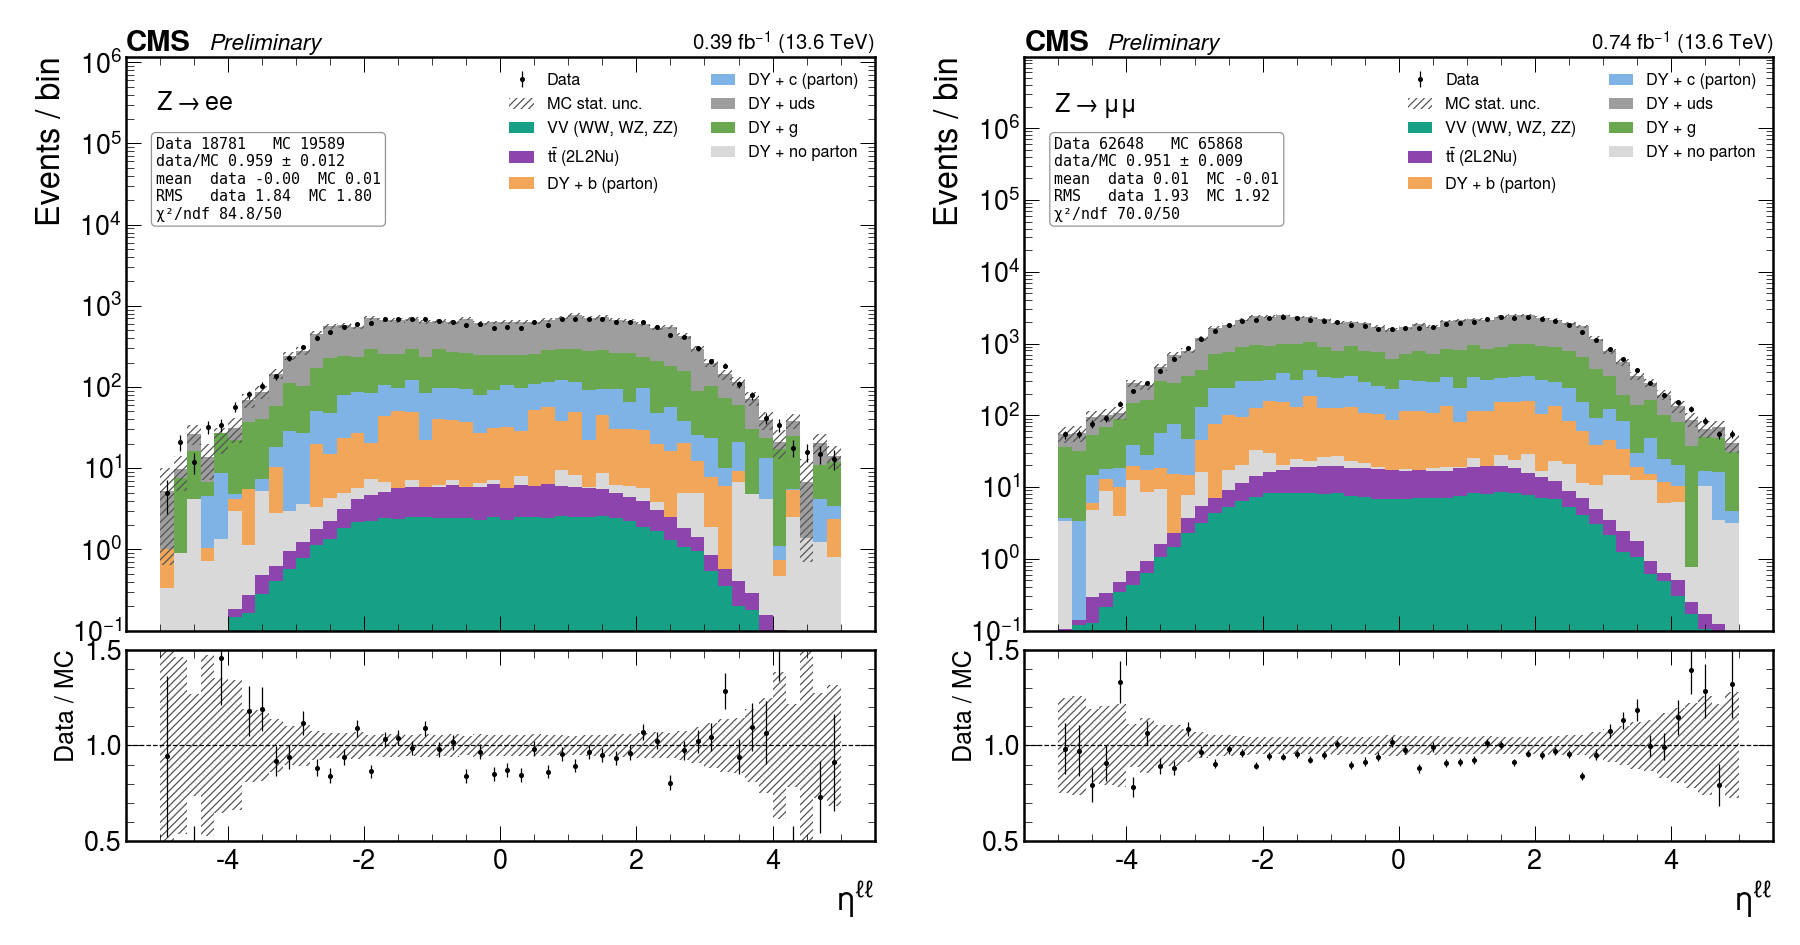 CMS Preliminary 0.39 fb⁻¹ (13.6 TeV)
Events / bin
10⁶
10⁵
10⁴
10³
10²
10¹
10⁰
10⁻¹
Z → ee
Data 18781 MC 19589
data/MC 0.959 ± 0.012
mean data -0.00 MC 0.01
RMS data 1.84 MC 1.80
χ²/ndf 84.8/50
Data
MC stat. unc.
VV (WW, WZ, ZZ)
tt̄ (2L2Nu)
DY + b (parton)
DY + c (parton)
DY + uds
DY + g
DY + no parton
Data / MC
1.5
1.0
0.5
-4 -2 0 2 4
η^ℓℓ
CMS Preliminary 0.74 fb⁻¹ (13.6 TeV)
Events / bin
10⁶
10⁵
10⁴
10³
10²
10¹
10⁰
10⁻¹
Z → μμ
Data 62648 MC 65868
data/MC 0.951 ± 0.009
mean data 0.01 MC -0.01
RMS data 1.93 MC 1.92
χ²/ndf 70.0/50
Data
MC stat. unc.
VV (WW, WZ, ZZ)
tt̄ (2L2Nu)
DY + b (parton)
DY + c (parton)
DY + uds
DY + g
DY + no parton
Data / MC
1.5
1.0
0.5
-4 -2 0 2 4
η^ℓℓ